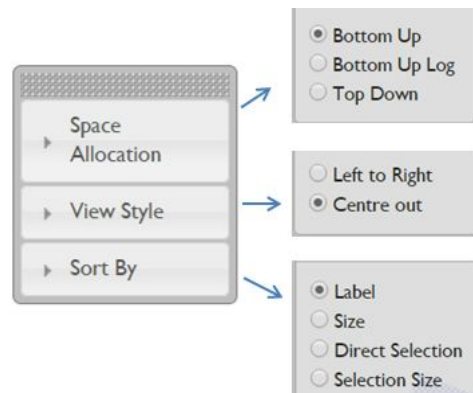 Space
Allocation
View Style
Sort By
Bottom Up
Bottom Up Log
Top Down
Left to Right
Centre out
Label
Size
Direct Selection
Selection Size